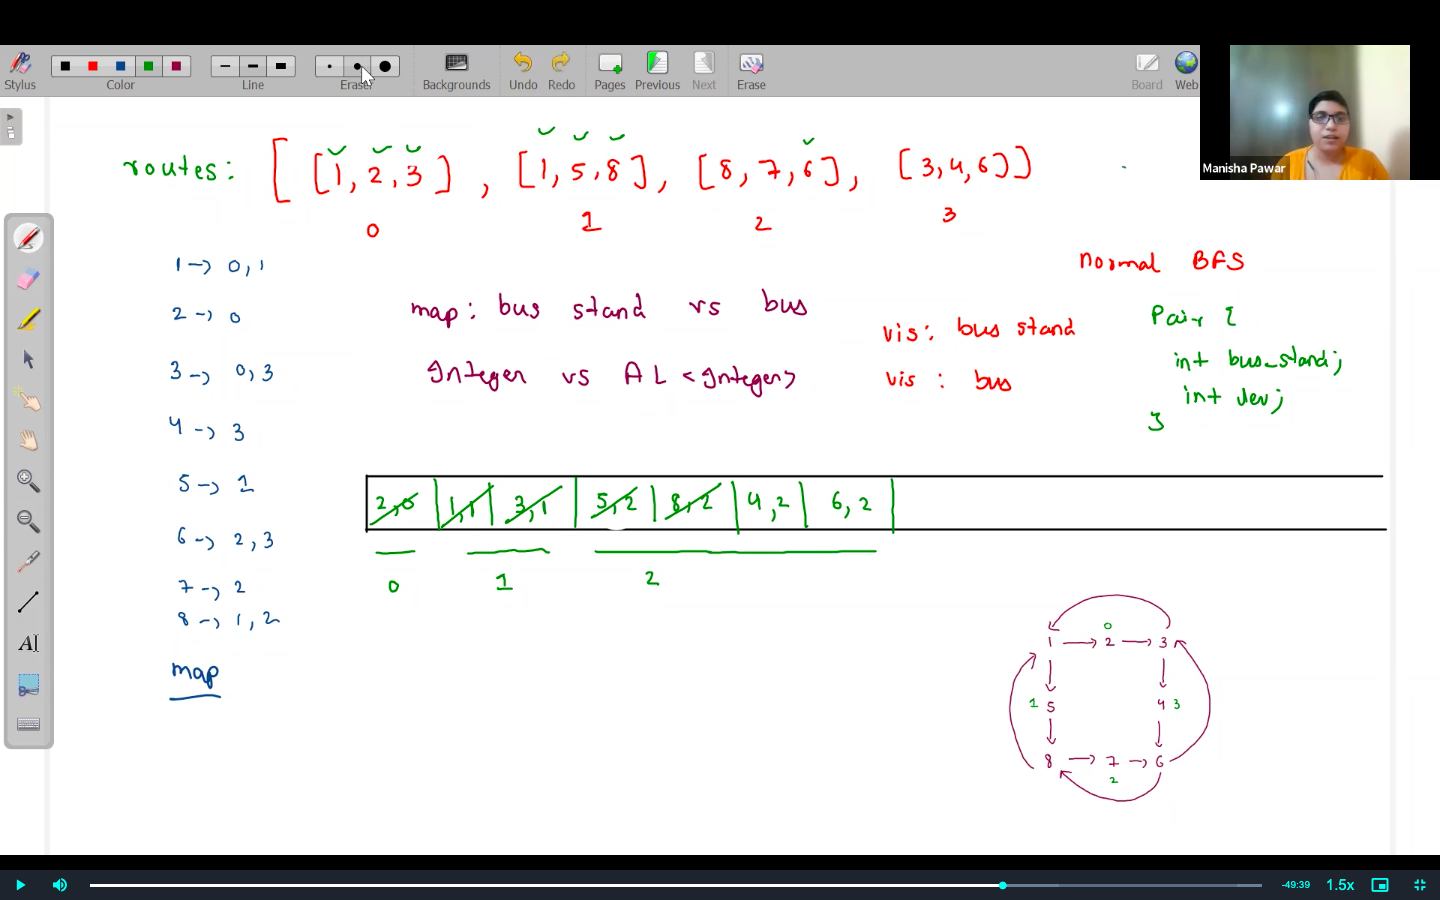 Stylus Color Line Eraser Backgrounds Undo Redo Pages Previous Next Erase Board Web
Manisha Pawar
routes: [ [1, 2, 3] , [1, 5, 8] , [8, 7, 6] , [3, 4, 6] ]
0 1 2 3
1 -> 0, 1
2 -> 0
3 -> 0, 3
4 -> 3
5 -> 1
6 -> 2, 3
7 -> 2
8 -> 1, 2
map
map: bus stand vs bus
Integer vs AL <Integer>
normal BFS
vis: bus stand
vis : bus
Pair {
int bus_stand;
int lev;
}
2, 0 | 1, 1 | 3, 1 | 5, 2 | 8, 2 | 4, 2 | 6, 2
0 1 2
0
1 -> 2 -> 3
1 5 4 3
8 -> 7 -> 6
2
AI
-49:39 1.5x